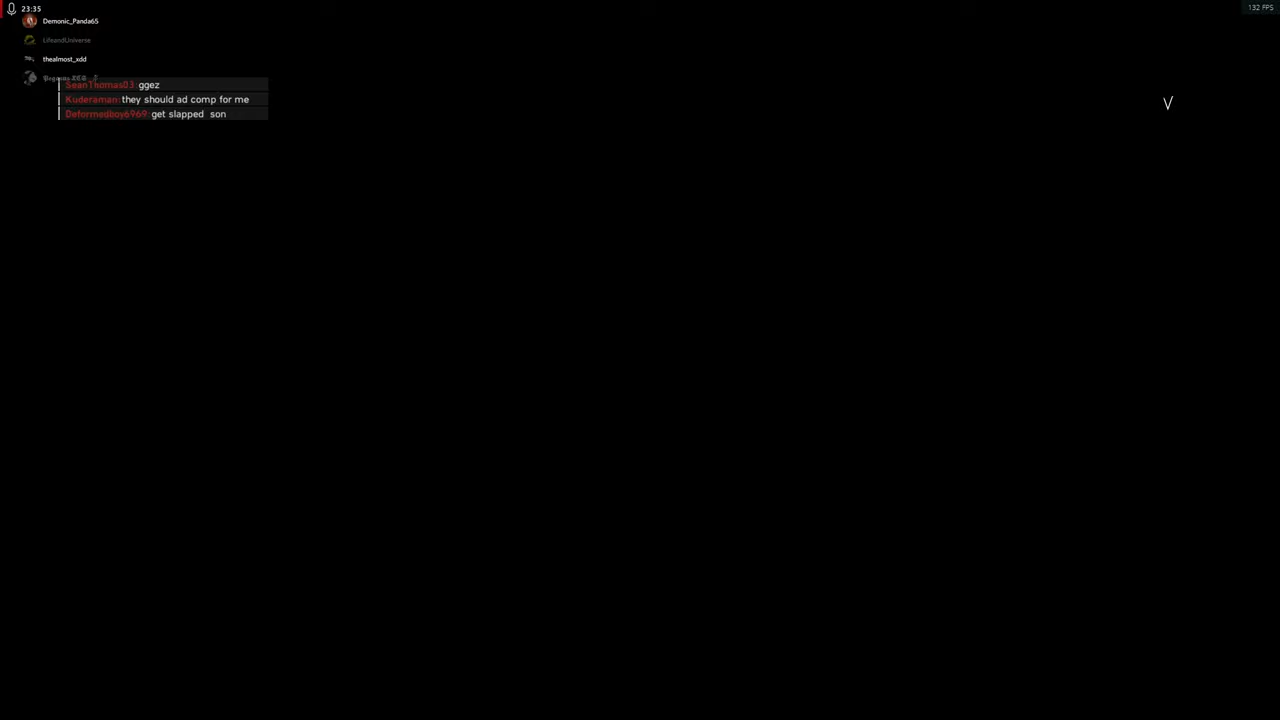 23:35
132 FPS
Demonic_Panda65
LifeandUniverse
thealmost_xdd
SeanThomas03: ggez
Kuderaman: they should ad comp for me
Deformedboy6969: get slapped son
V